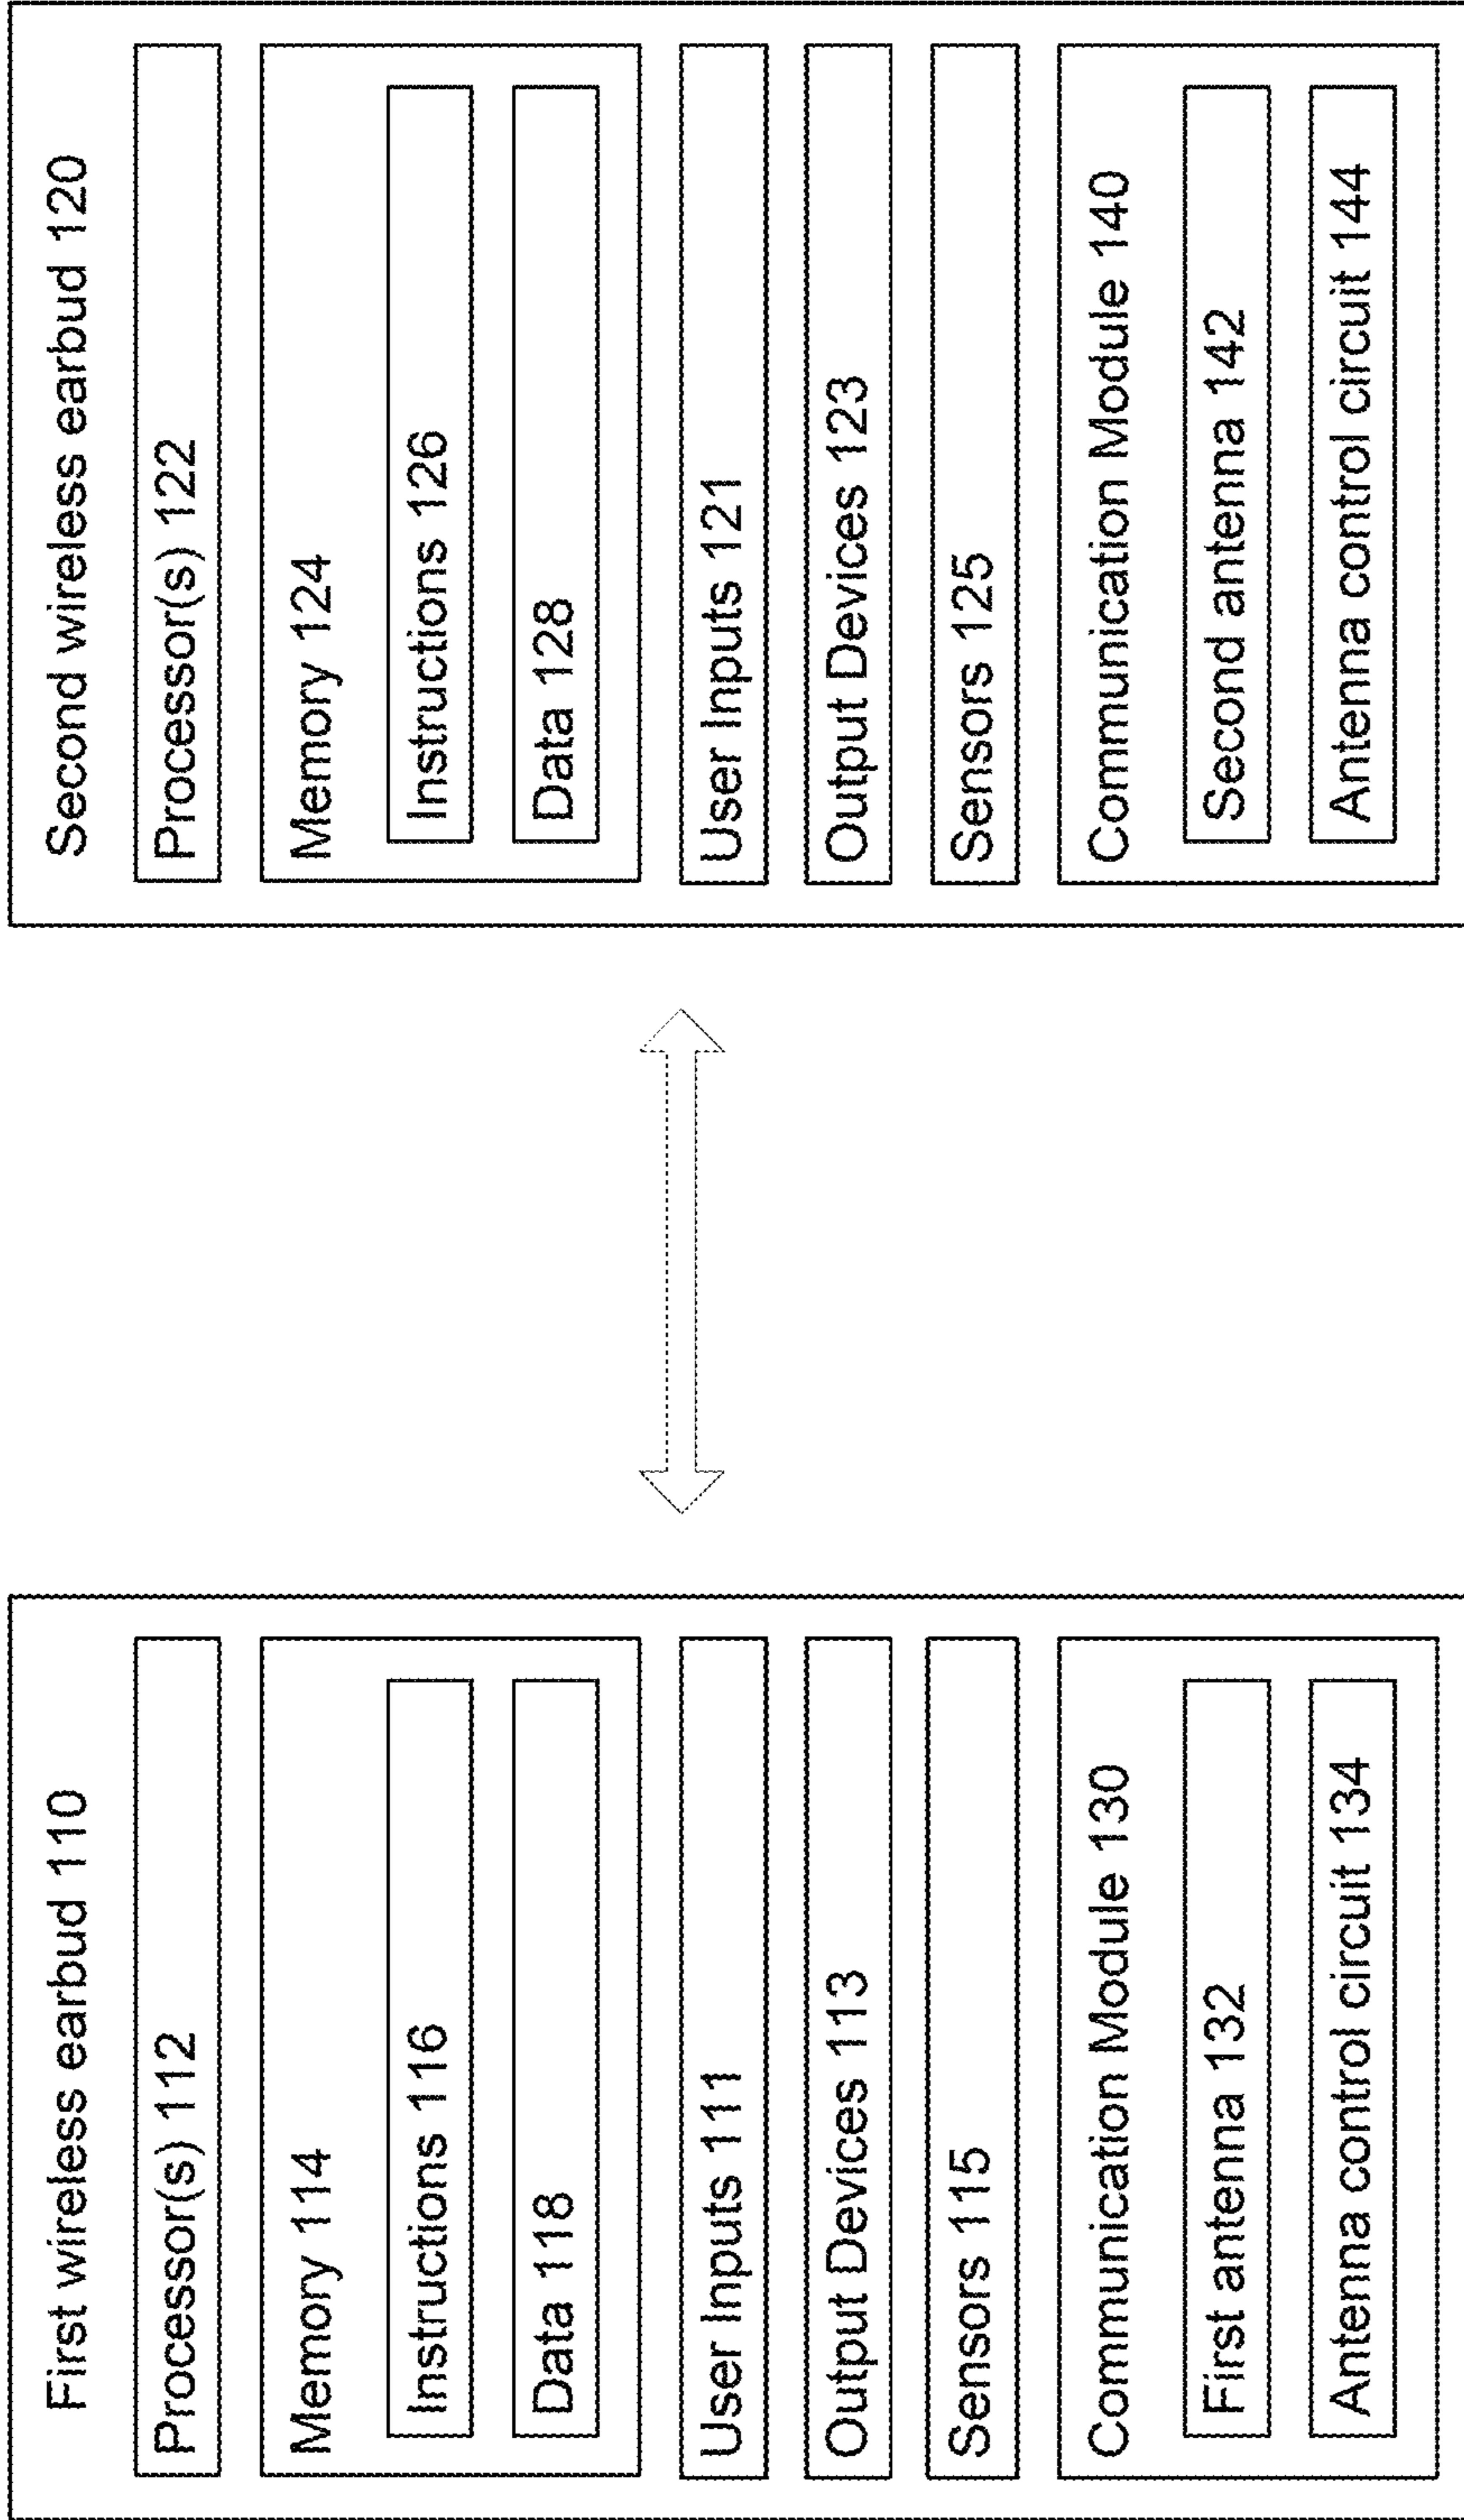 First wireless earbud 110
Processor(s) 112
Memory 114
Instructions 116
Data 118
User Inputs 111
Output Devices 113
Sensors 115
Communication Module 130
First antenna 132
Antenna control circuit 134
Second wireless earbud 120
Processor(s) 122
Memory 124
Instructions 126
Data 128
User Inputs 121
Output Devices 123
Sensors 125
Communication Module 140
Second antenna 142
Antenna control circuit 144